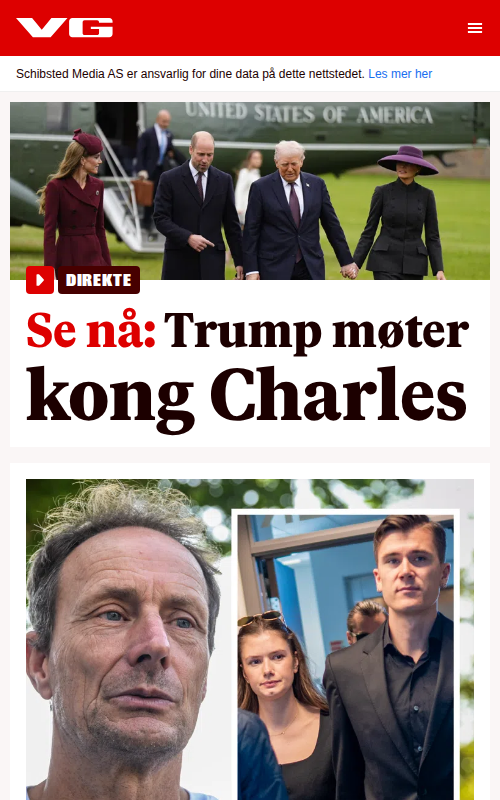 VG
Schibsted Media AS er ansvarlig for dine data på dette nettstedet. Les mer her
UNITED STATES OF AMERICA
DIREKTE
Se nå: Trump møter
kong Charles